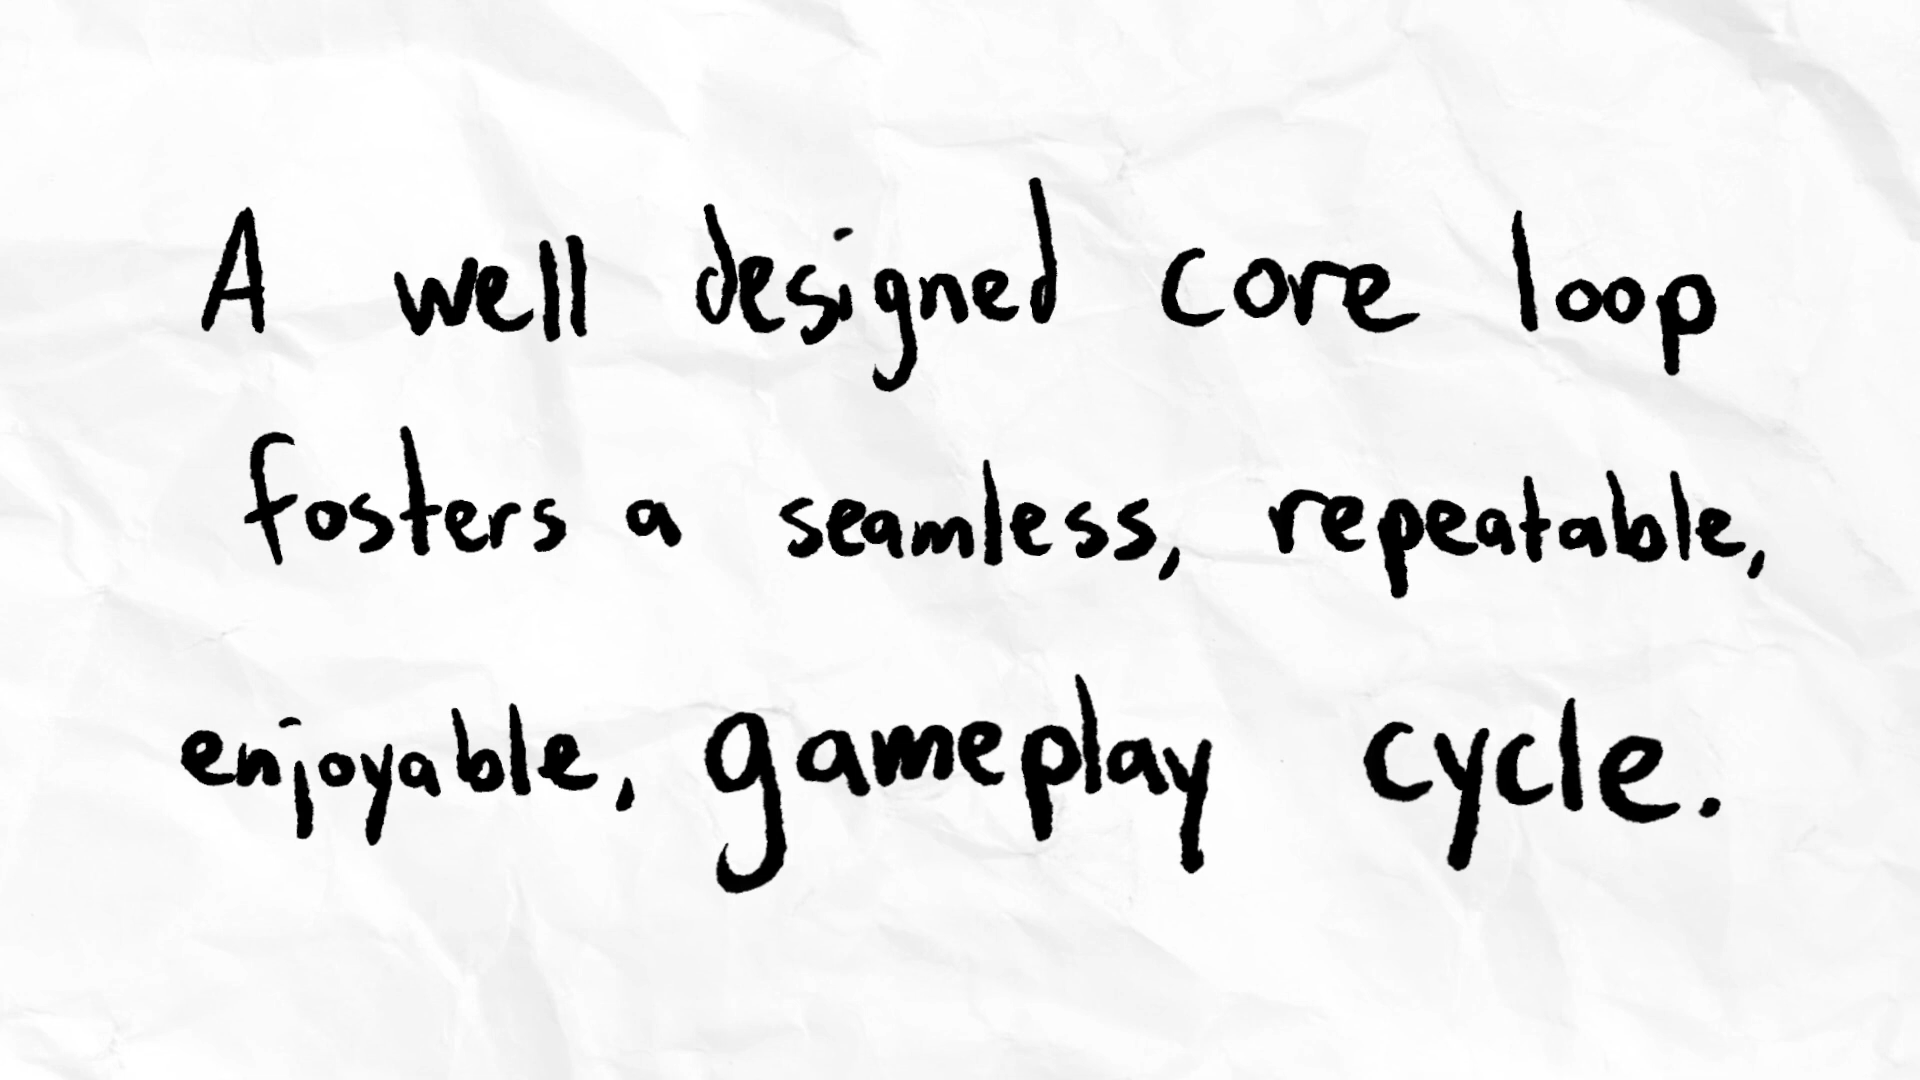 A well designed core loop
fosters a seamless, repeatable,
enjoyable, gameplay cycle.